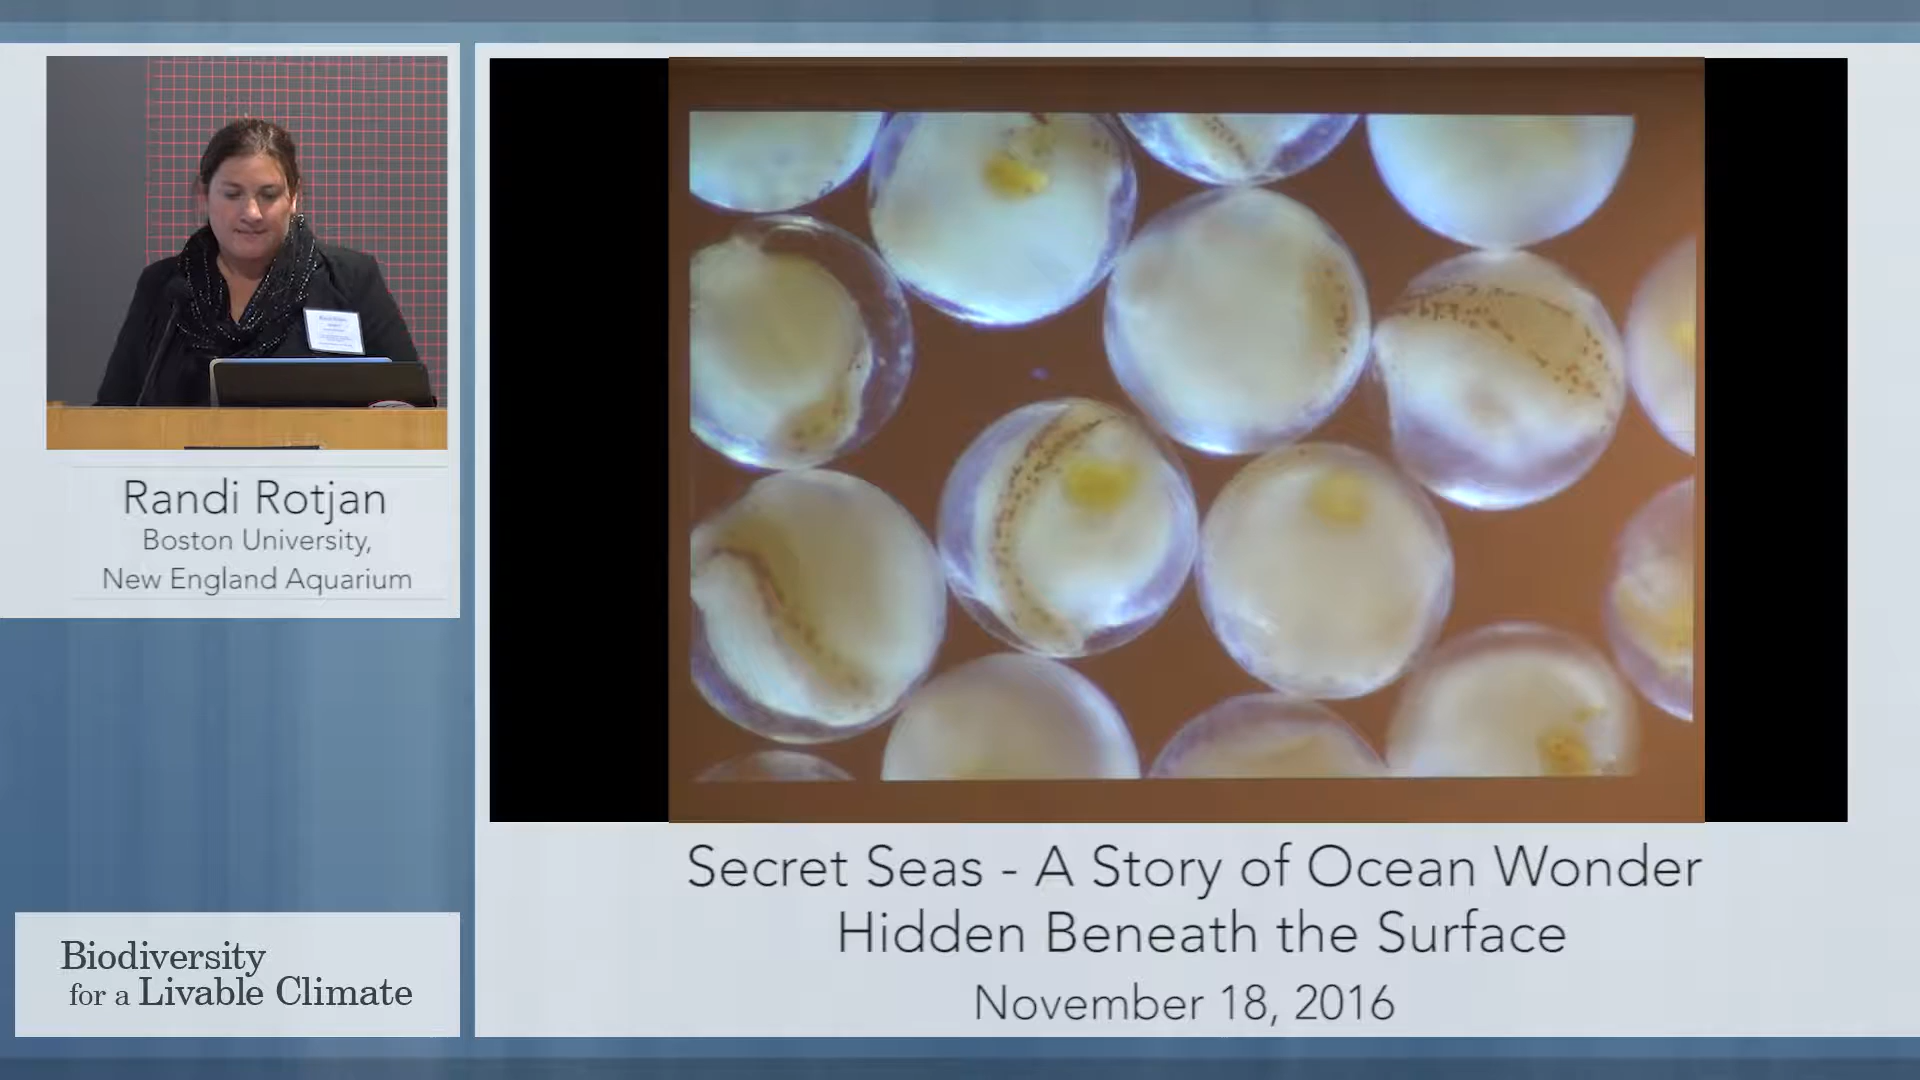 Randi Rotjan
Boston University,
New England Aquarium
Biodiversity
for a Livable Climate
Secret Seas - A Story of Ocean Wonder
Hidden Beneath the Surface
November 18, 2016